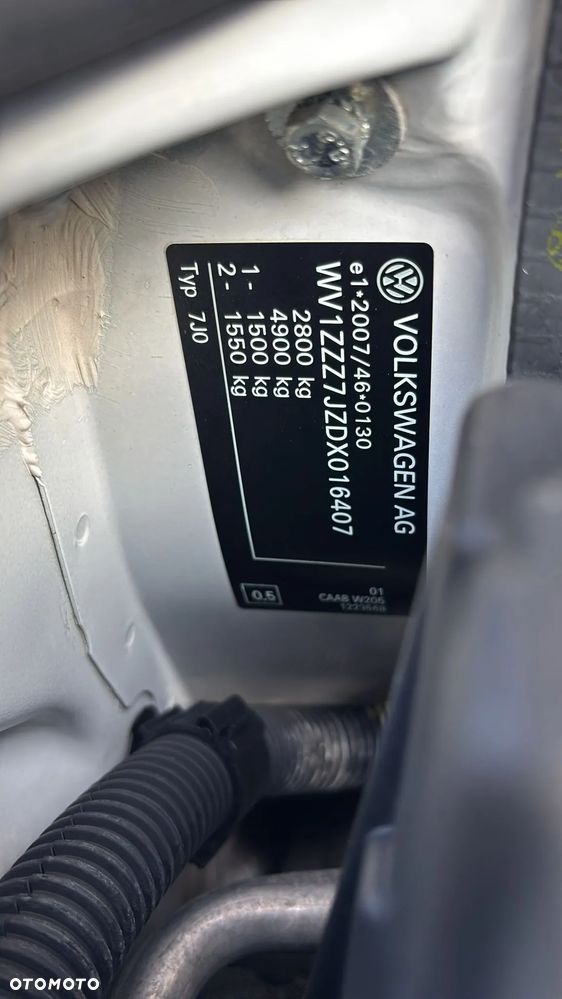 VOLKSWAGEN AG
e1*2007/46*0130
WV1ZZZ7JZDX016407
2800 kg
4900 kg
1- 1500 kg
2- 1550 kg
Typ 7J0
01
CAAB W206
1223568
0.5
OTOMOTO